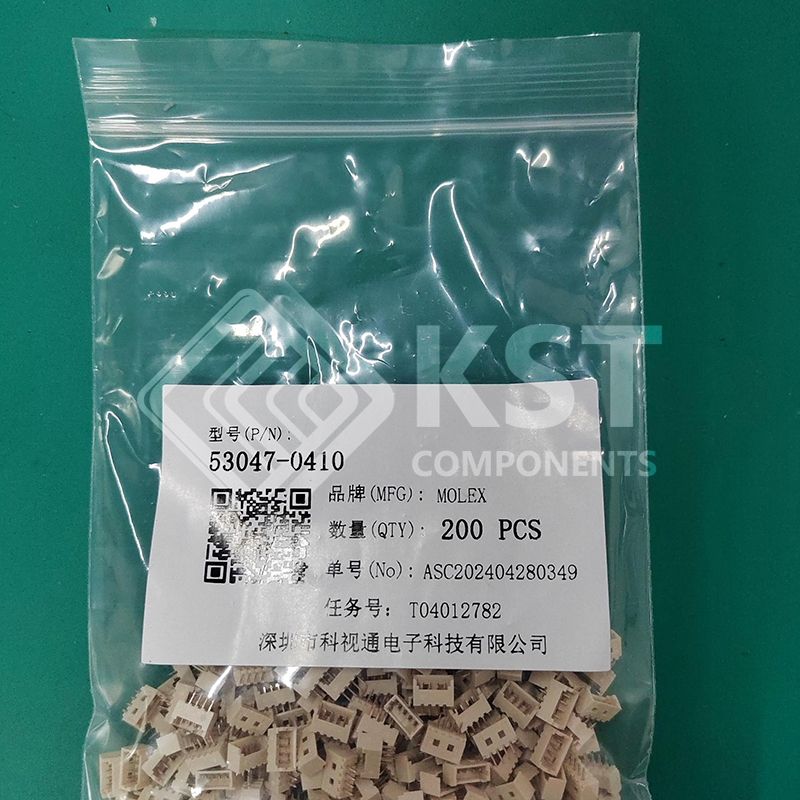 KST
COMPONENTS
型号(P/N):
53047-0410
品牌(MFG): MOLEX
数量(QTY): 200 PCS
单号(No): ASC202404280349
任务号: T04012782
深圳市科视通电子科技有限公司